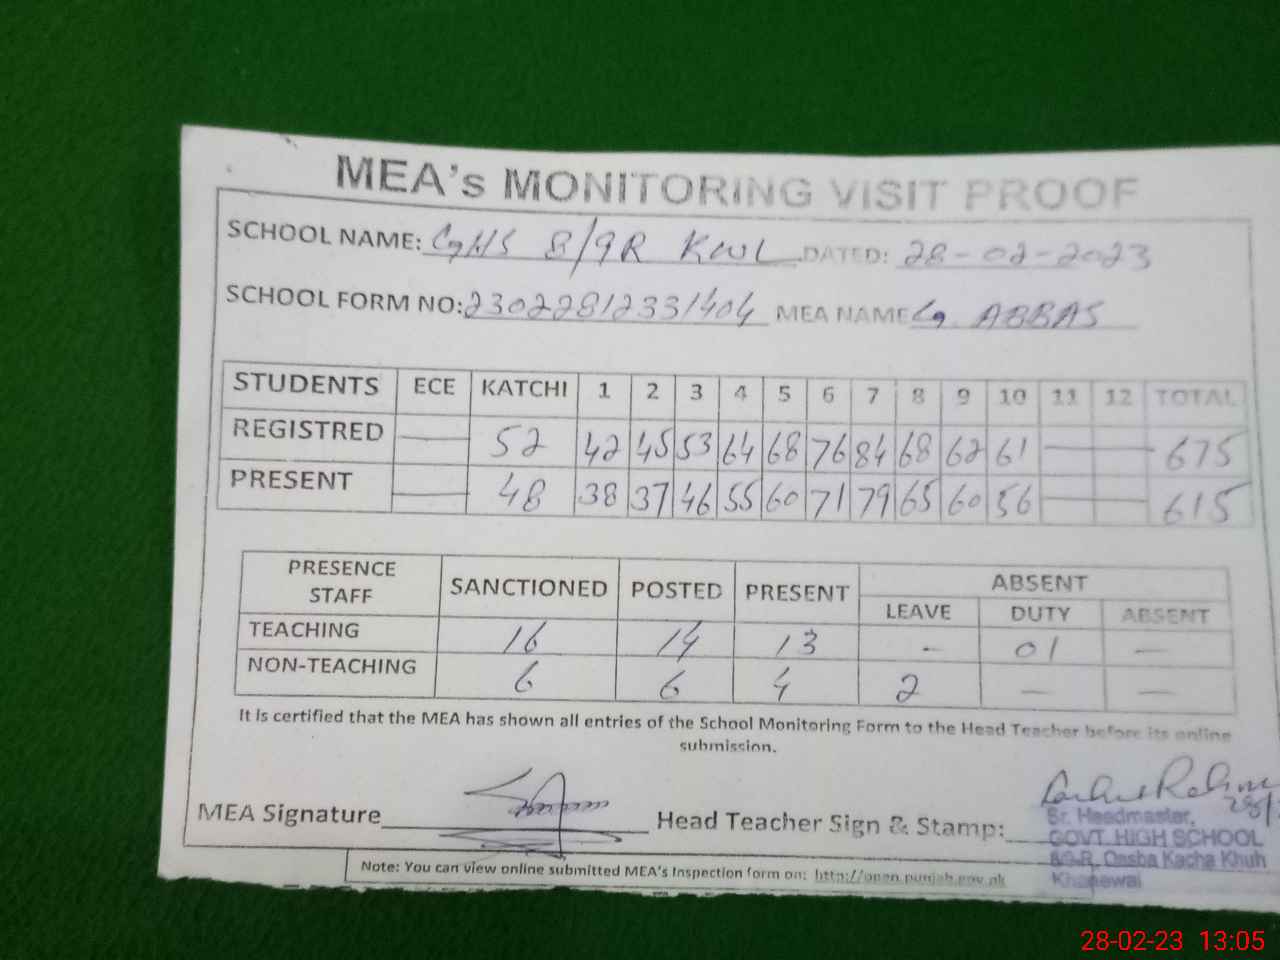 MEA's MONITORING VISIT PROOF
SCHOOL NAME: GHS 8/9R KWL DATED: 28-02-2023
SCHOOL FORM NO: 23022812331404 MEA NAME G. ABBAS
STUDENTS ECE KATCHI 1 2 3 4 5 6 7 8 9 10 11 12 TOTAL
REGISTRED — 52 42 45 53 64 68 76 84 68 62 61 — — 675
PRESENT — 48 38 37 46 55 60 71 79 65 60 56 — — 615
PRESENCE STAFF SANCTIONED POSTED PRESENT ABSENT
LEAVE DUTY ABSENT
TEACHING 16 14 13 - 01 —
NON-TEACHING 6 6 4 2 — —
It is certified that the MEA has shown all entries of the School Monitoring Form to the Head Teacher before its online
submission.
MEA Signature Head Teacher Sign & Stamp:
Sr. Headmaster,
GOVT. HIGH SCHOOL
8/9-R, Qasba Kacha Khuh
Khanewal
Note: You can view online submitted MEA's Inspection form on: http://open.punjab.gov.pk
28-02-23 13:05